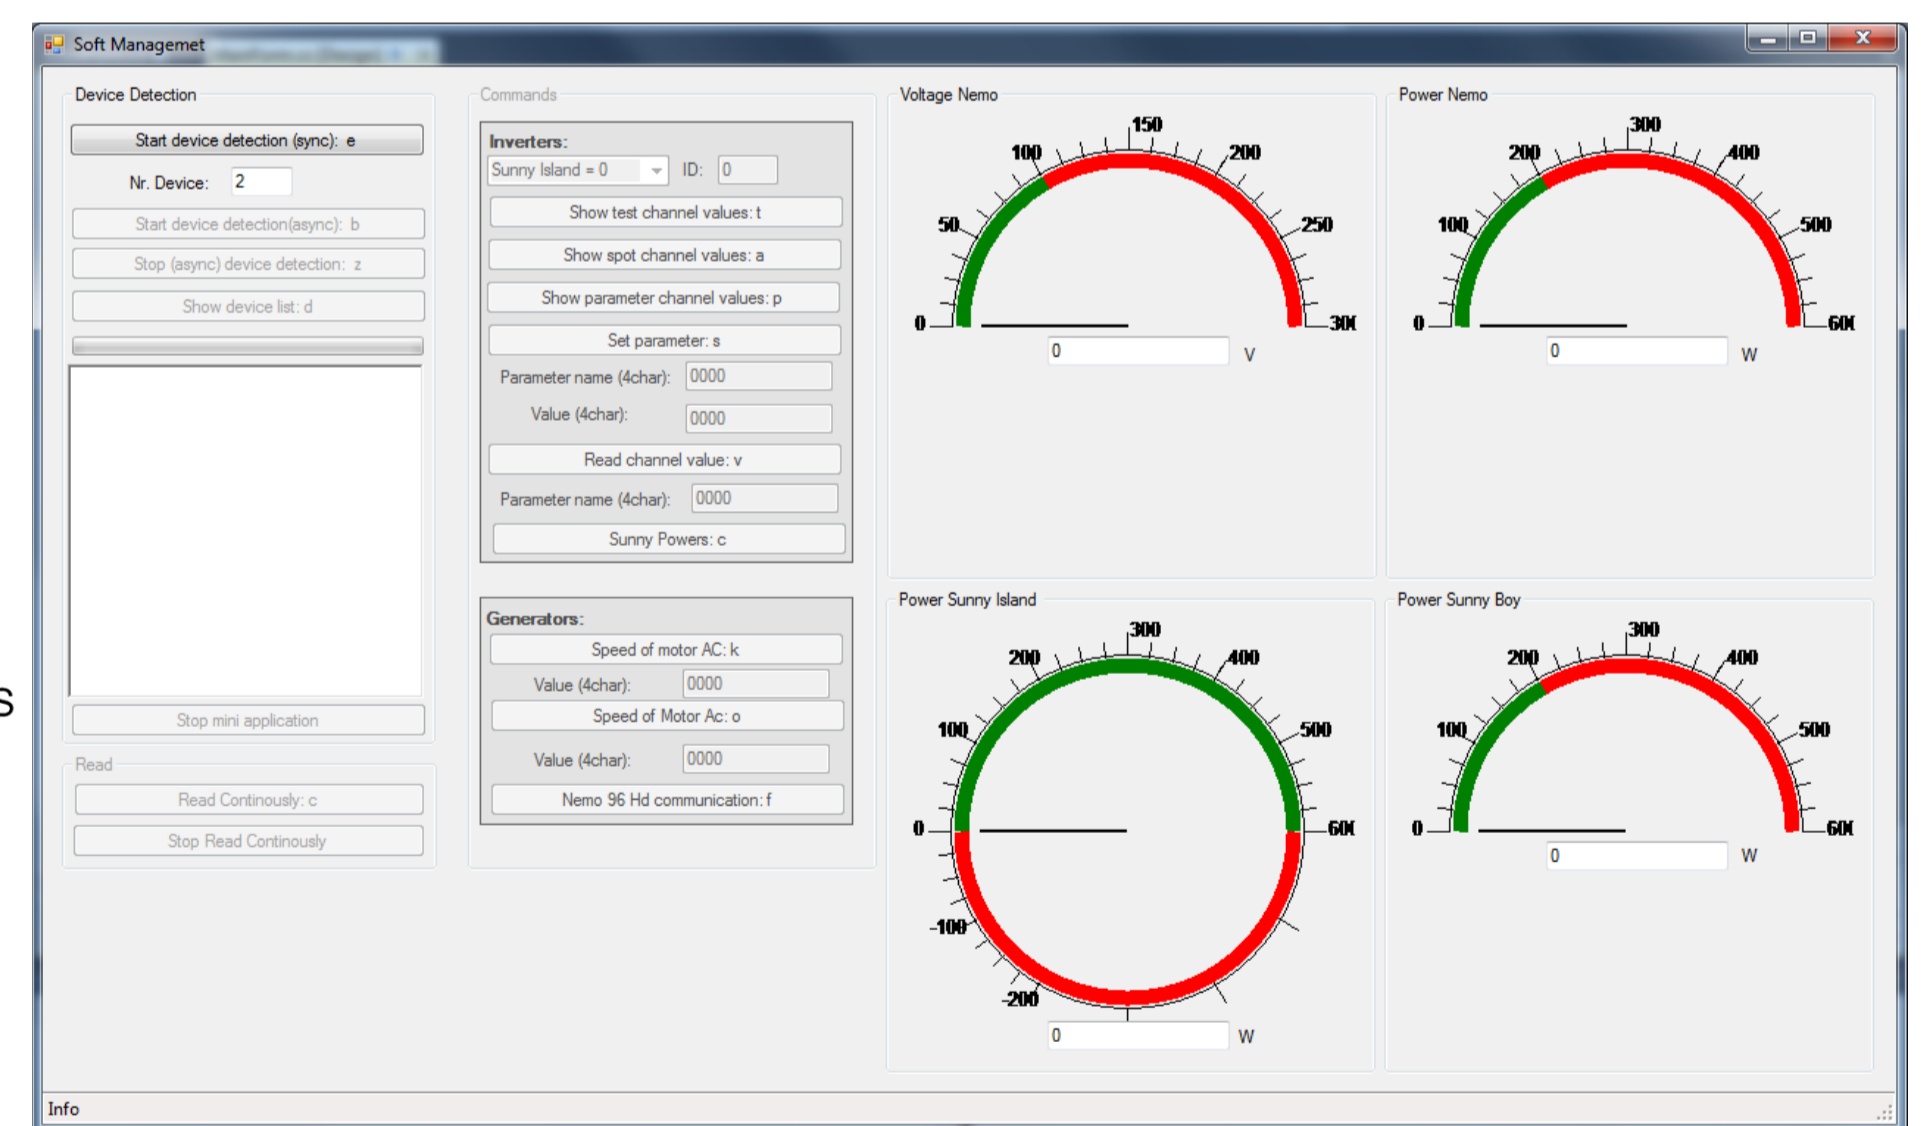 Soft Managemet
Device Detection
Start device detection (sync): e
Nr. Device: 2
Start device detection(async): b
Stop (async) device detection: z
Show device list: d
Stop mini application
Read
Read Continously: c
Stop Read Continously
Commands
Inverters:
Sunny Island = 0 ID: 0
Show test channel values: t
Show spot channel values: a
Show parameter channel values: p
Set parameter: s
Parameter name (4char): 0000
Value (4char): 0000
Read channel value: v
Parameter name (4char): 0000
Sunny Powers: c
Generators:
Speed of motor AC: k
Value (4char): 0000
Speed of Motor Ac: o
Value (4char): 0000
Nemo 96 Hd communication: f
Voltage Nemo
150
100 200
50 250
0 300
0 V
Power Nemo
300
200 400
100 500
0 600
0 W
Power Sunny Island
300
200 400
100 500
0 600
-100
-200
0 W
Power Sunny Boy
300
200 400
100 500
0 600
0 W
Info
s